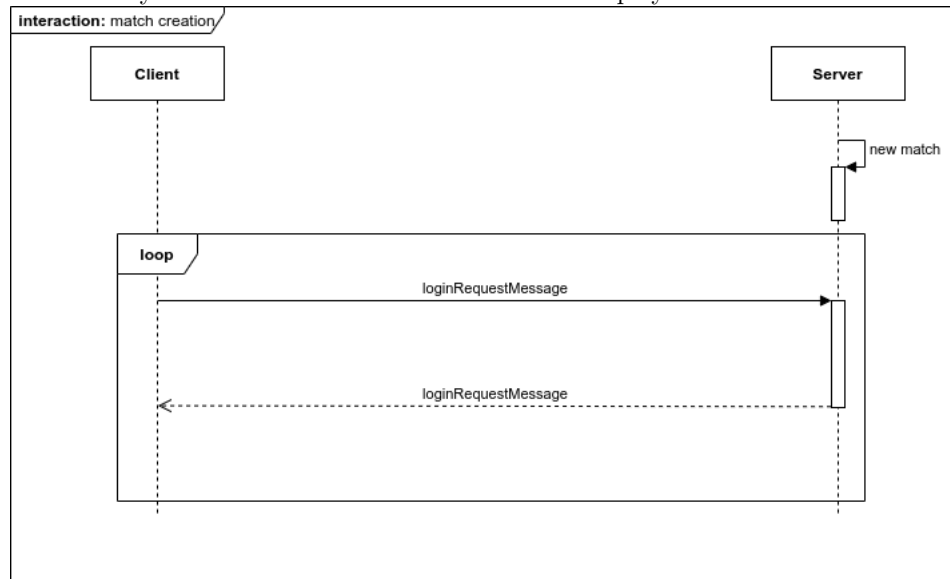 interaction: match creation
Client
Server
new match
loop
loginRequestMessage
loginRequestMessage